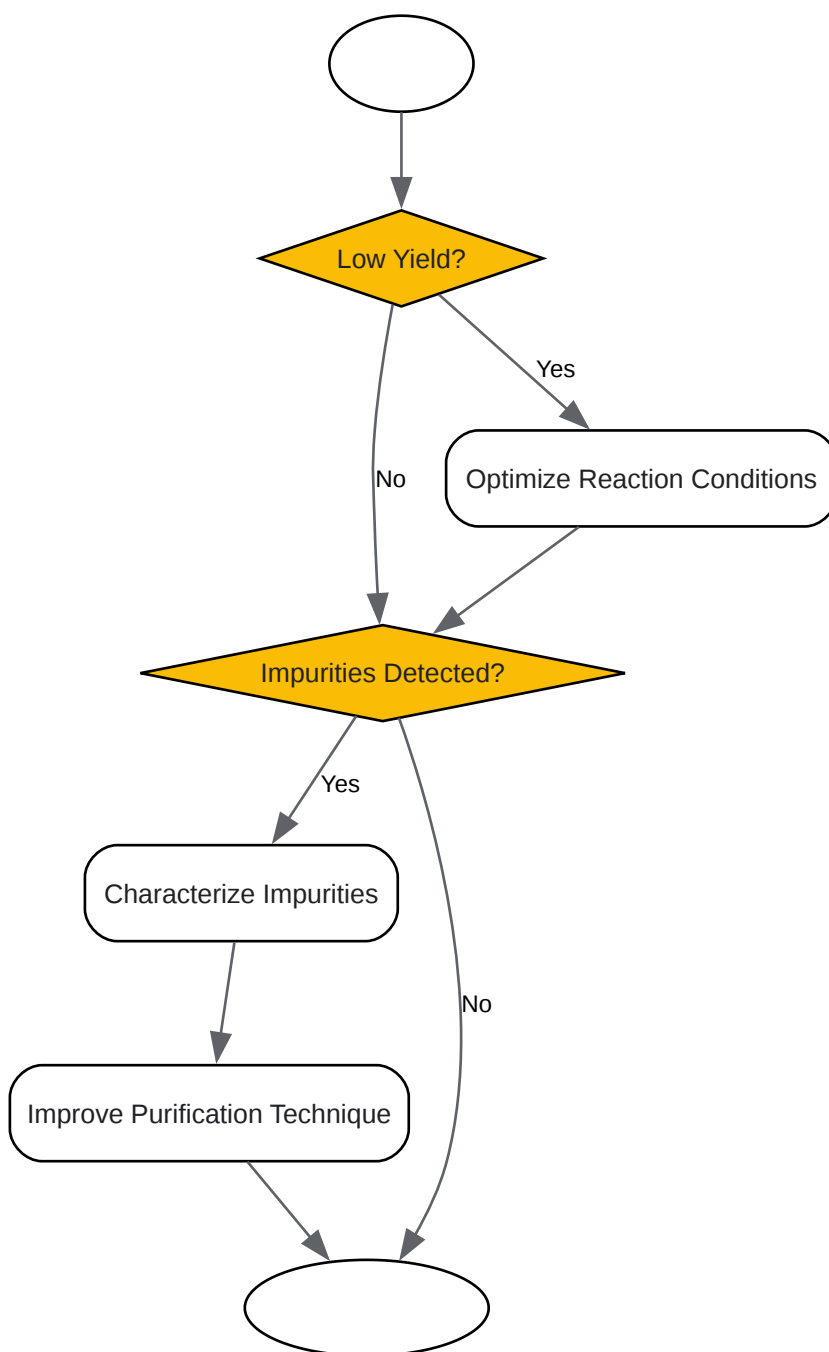 Low Yield?
Yes
Optimize Reaction Conditions
No
Impurities Detected?
Yes
Characterize Impurities
No
Improve Purification Technique